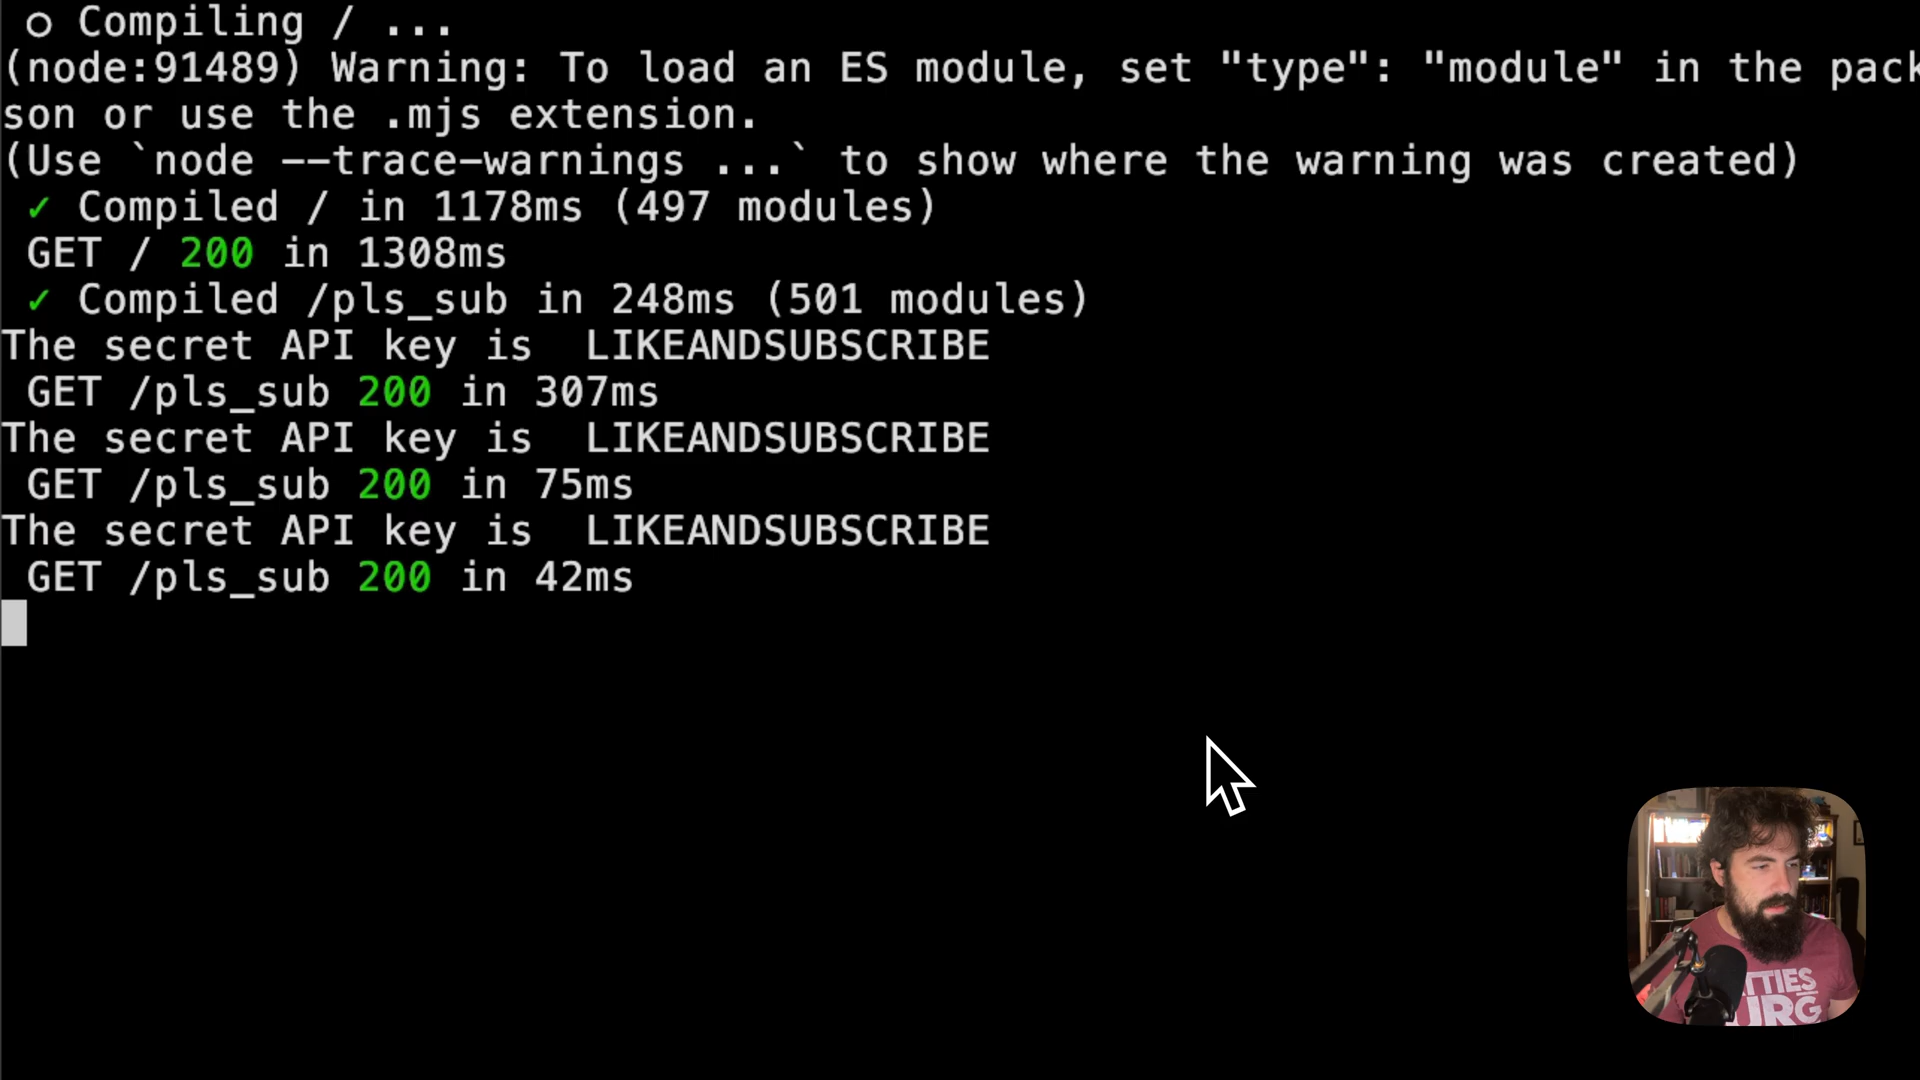 ○ Compiling / ...
(node:91489) Warning: To load an ES module, set "type": "module" in the pack
son or use the .mjs extension.
(Use `node --trace-warnings ...` to show where the warning was created)
✓ Compiled / in 1178ms (497 modules)
GET / 200 in 1308ms
✓ Compiled /pls_sub in 248ms (501 modules)
The secret API key is  LIKEANDSUBSCRIBE
GET /pls_sub 200 in 307ms
The secret API key is  LIKEANDSUBSCRIBE
GET /pls_sub 200 in 75ms
The secret API key is  LIKEANDSUBSCRIBE
GET /pls_sub 200 in 42ms
TTIES
URG